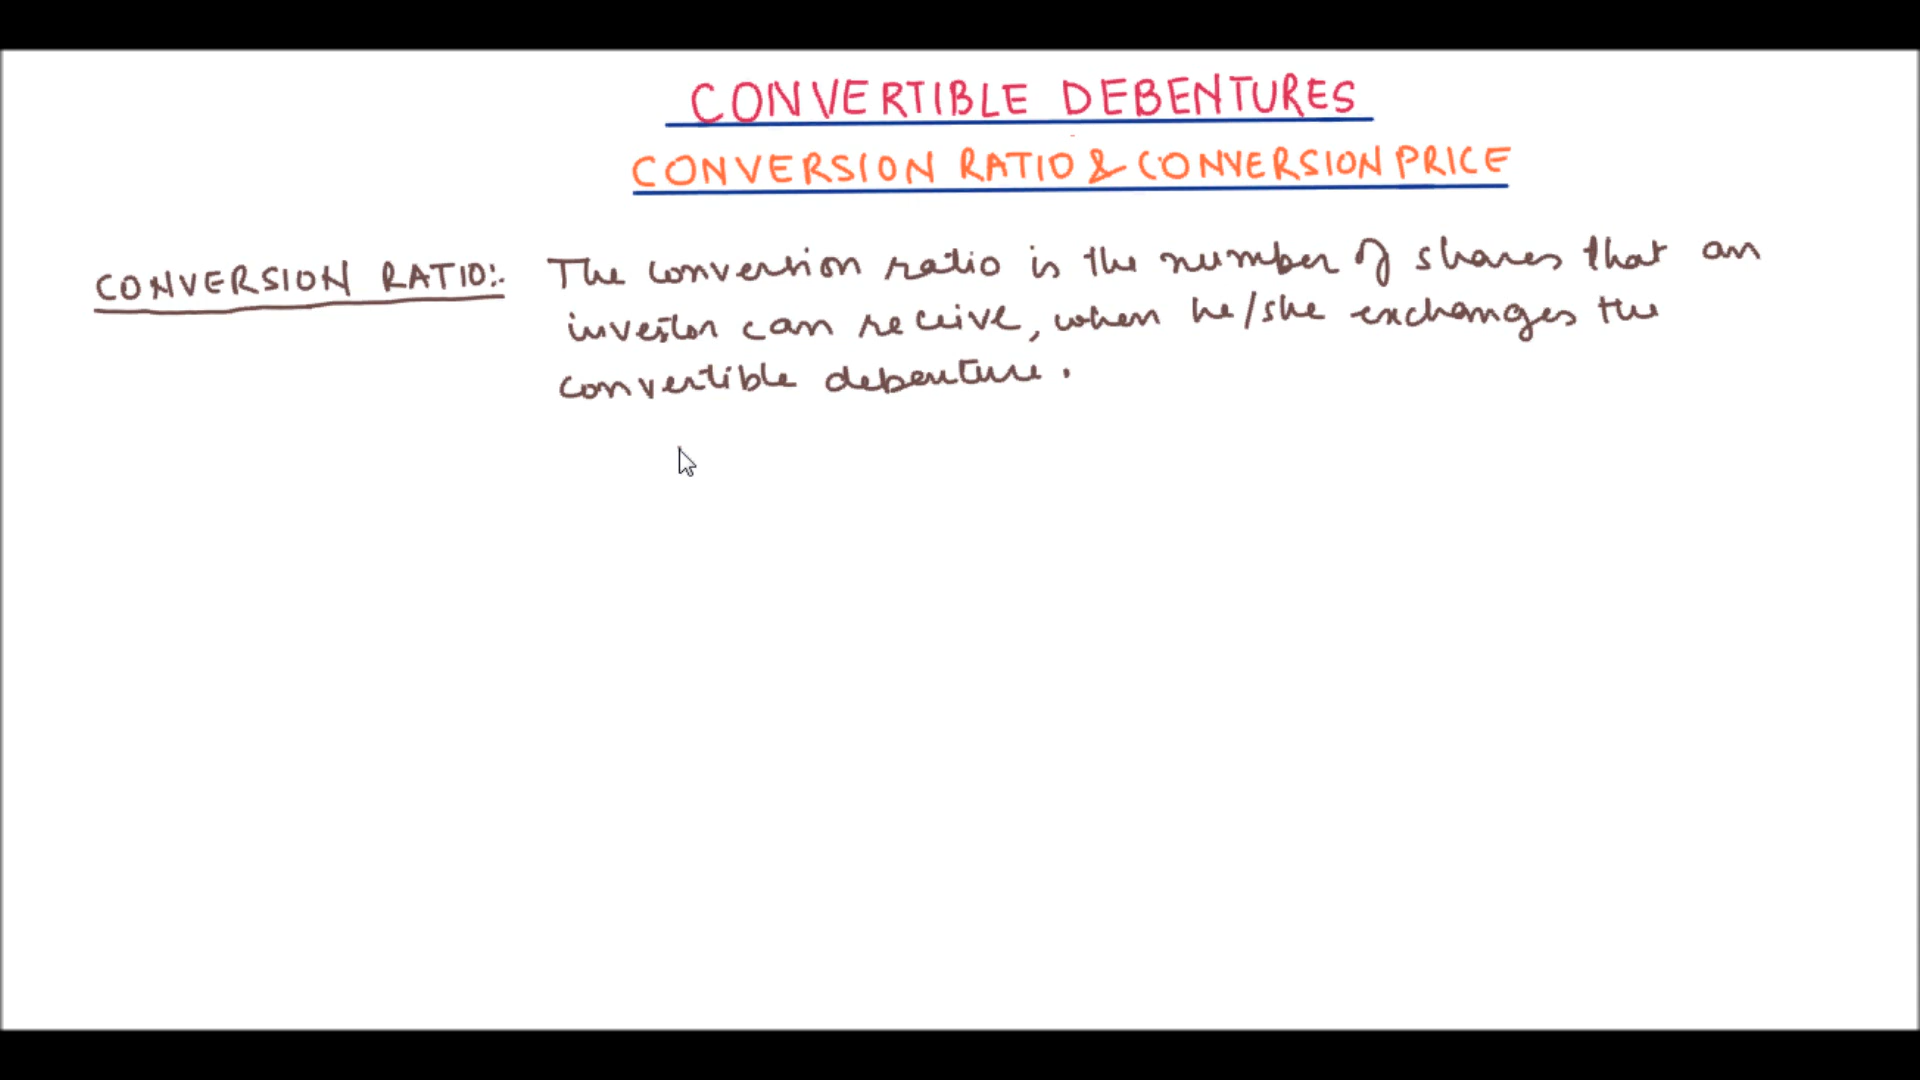 CONVERTIBLE DEBENTURES
CONVERSION RATIO & CONVERSION PRICE
CONVERSION RATIO:- The conversion ratio is the number of shares that an
investor can receive, when he/she exchanges the
convertible debenture.